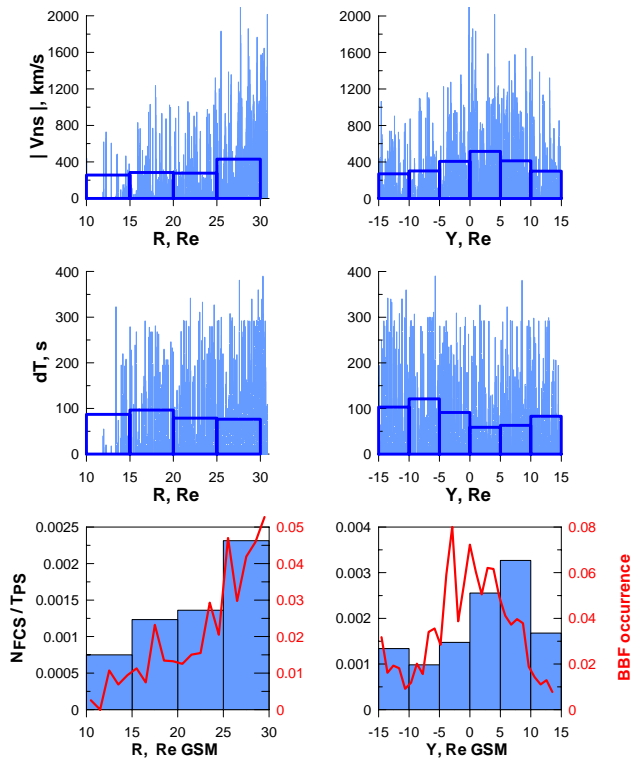 | Vns |, km/s
2000
1600
1200
800
400
0
10 15 20 25 30
R, Re
2000
1600
1200
800
400
0
-15 -10 -5 0 5 10 15
Y, Re
dT, s
400
300
200
100
0
10 15 20 25 30
R, Re
400
300
200
100
0
-15 -10 -5 0 5 10 15
Y, Re
NFCS / TPS
0.0025
0.002
0.0015
0.001
0.0005
0
0.05
0.04
0.03
0.02
0.01
0
10 15 20 25 30
R, Re GSM
0.004
0.003
0.002
0.001
0
0.08
0.06
0.04
0.02
0
BBF occurrence
-15 -10 -5 0 5 10 15
Y, Re GSM